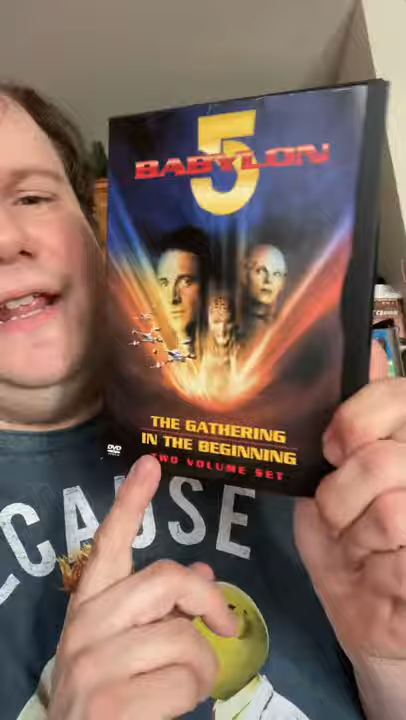 BABYLON
5
THE GATHERING
IN THE BEGINNING
TWO VOLUME SET
DVD
CAUSE